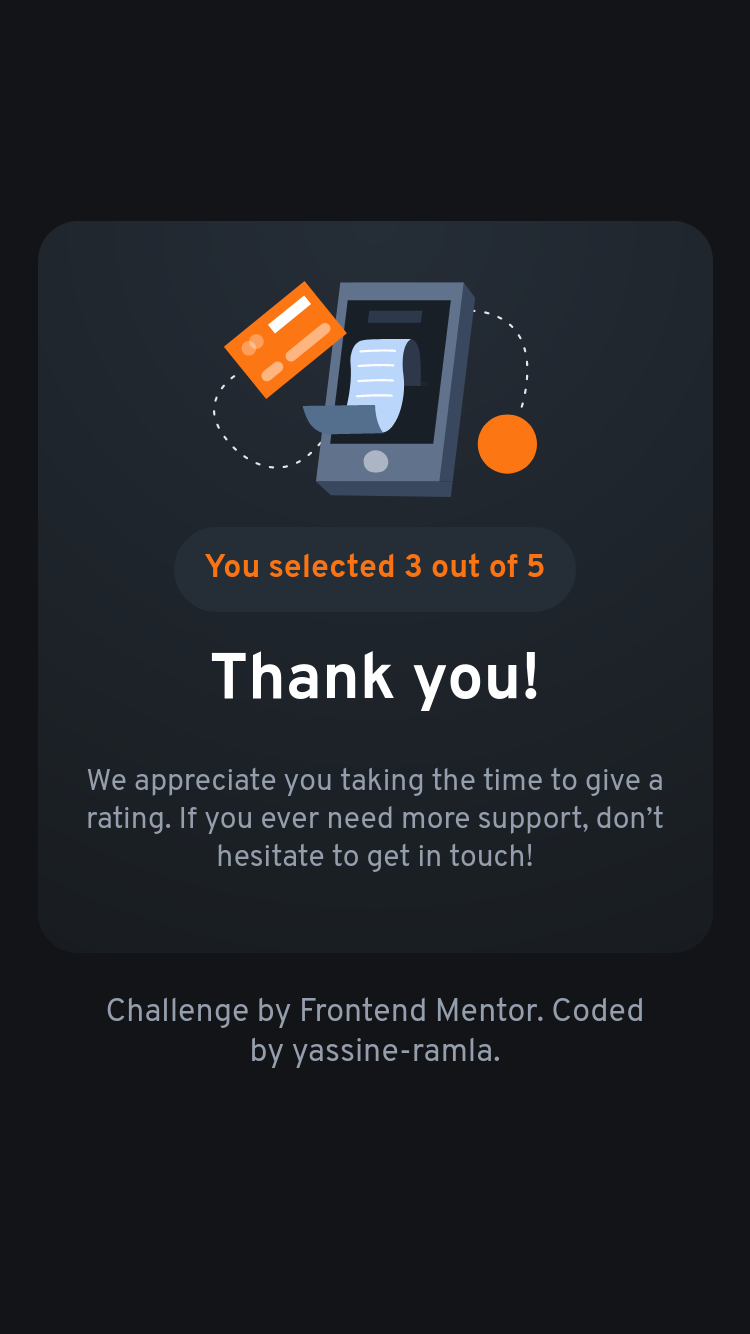 You selected 3 out of 5
Thank you!
We appreciate you taking the time to give a
rating. If you ever need more support, don’t
hesitate to get in touch!
Challenge by Frontend Mentor. Coded
by yassine-ramla.